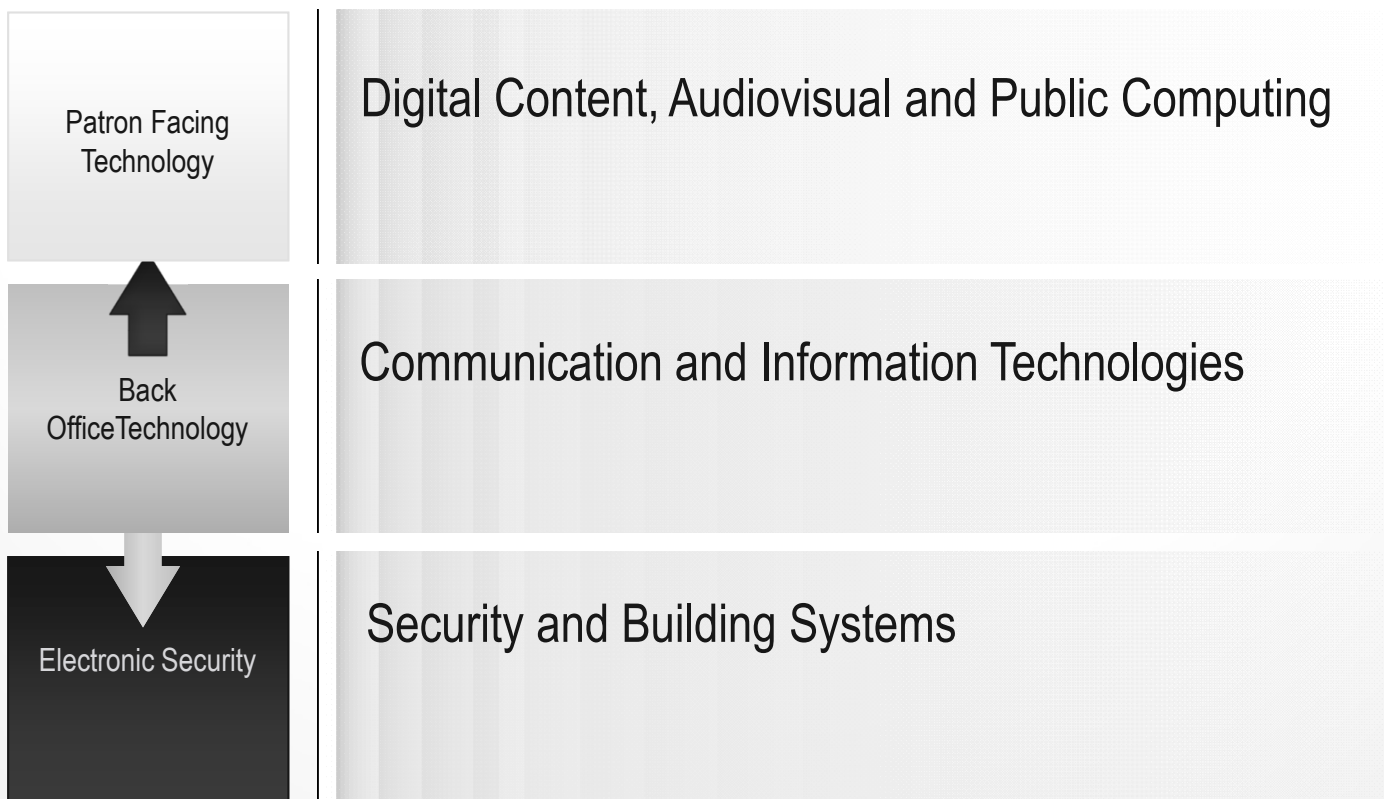 Patron Facing
Technology
Digital Content, Audiovisual and Public Computing
Back
OfficeTechnology
Communication and Information Technologies
Electronic Security
Security and Building Systems